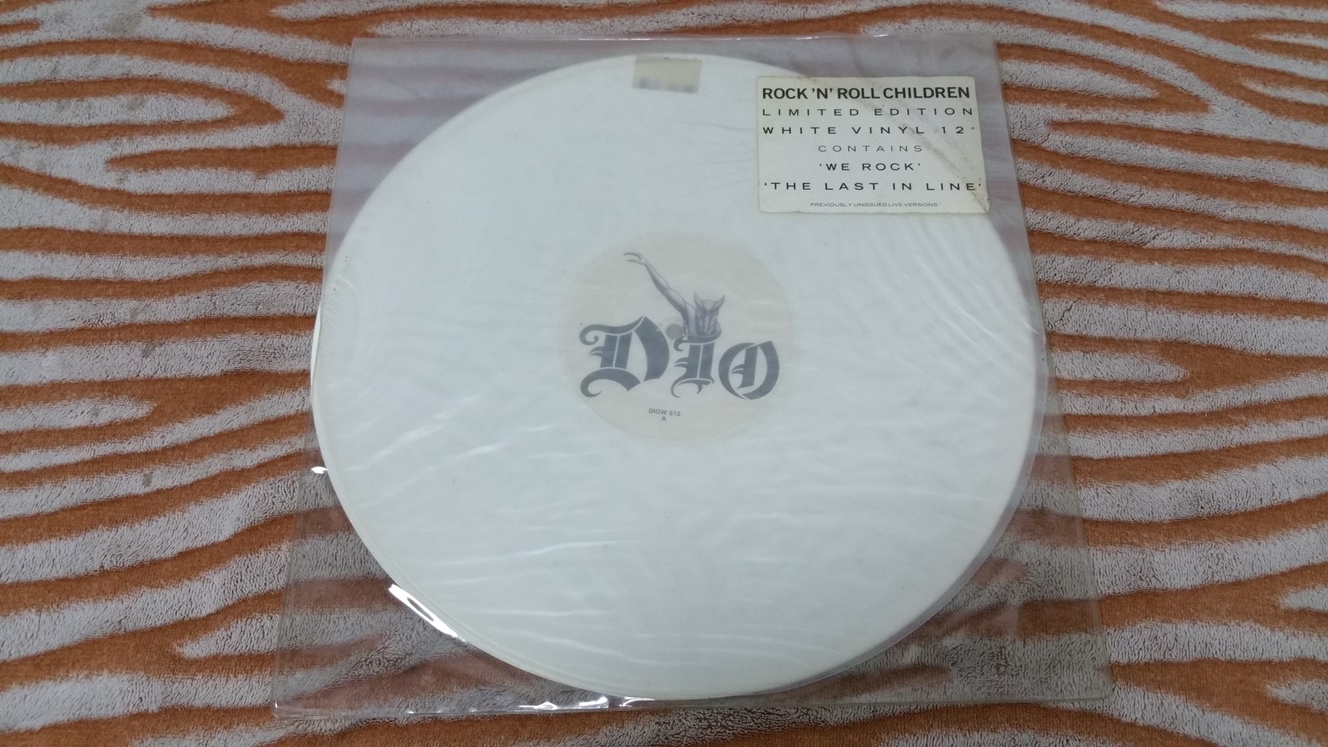 ROCK 'N' ROLL CHILDREN
LIMITED EDITION
WHITE VINYL 12"
CONTAINS
'WE ROCK'
'THE LAST IN LINE'
PREVIOUSLY UNISSUED LIVE VERSIONS
DIO
DIOW 512
A